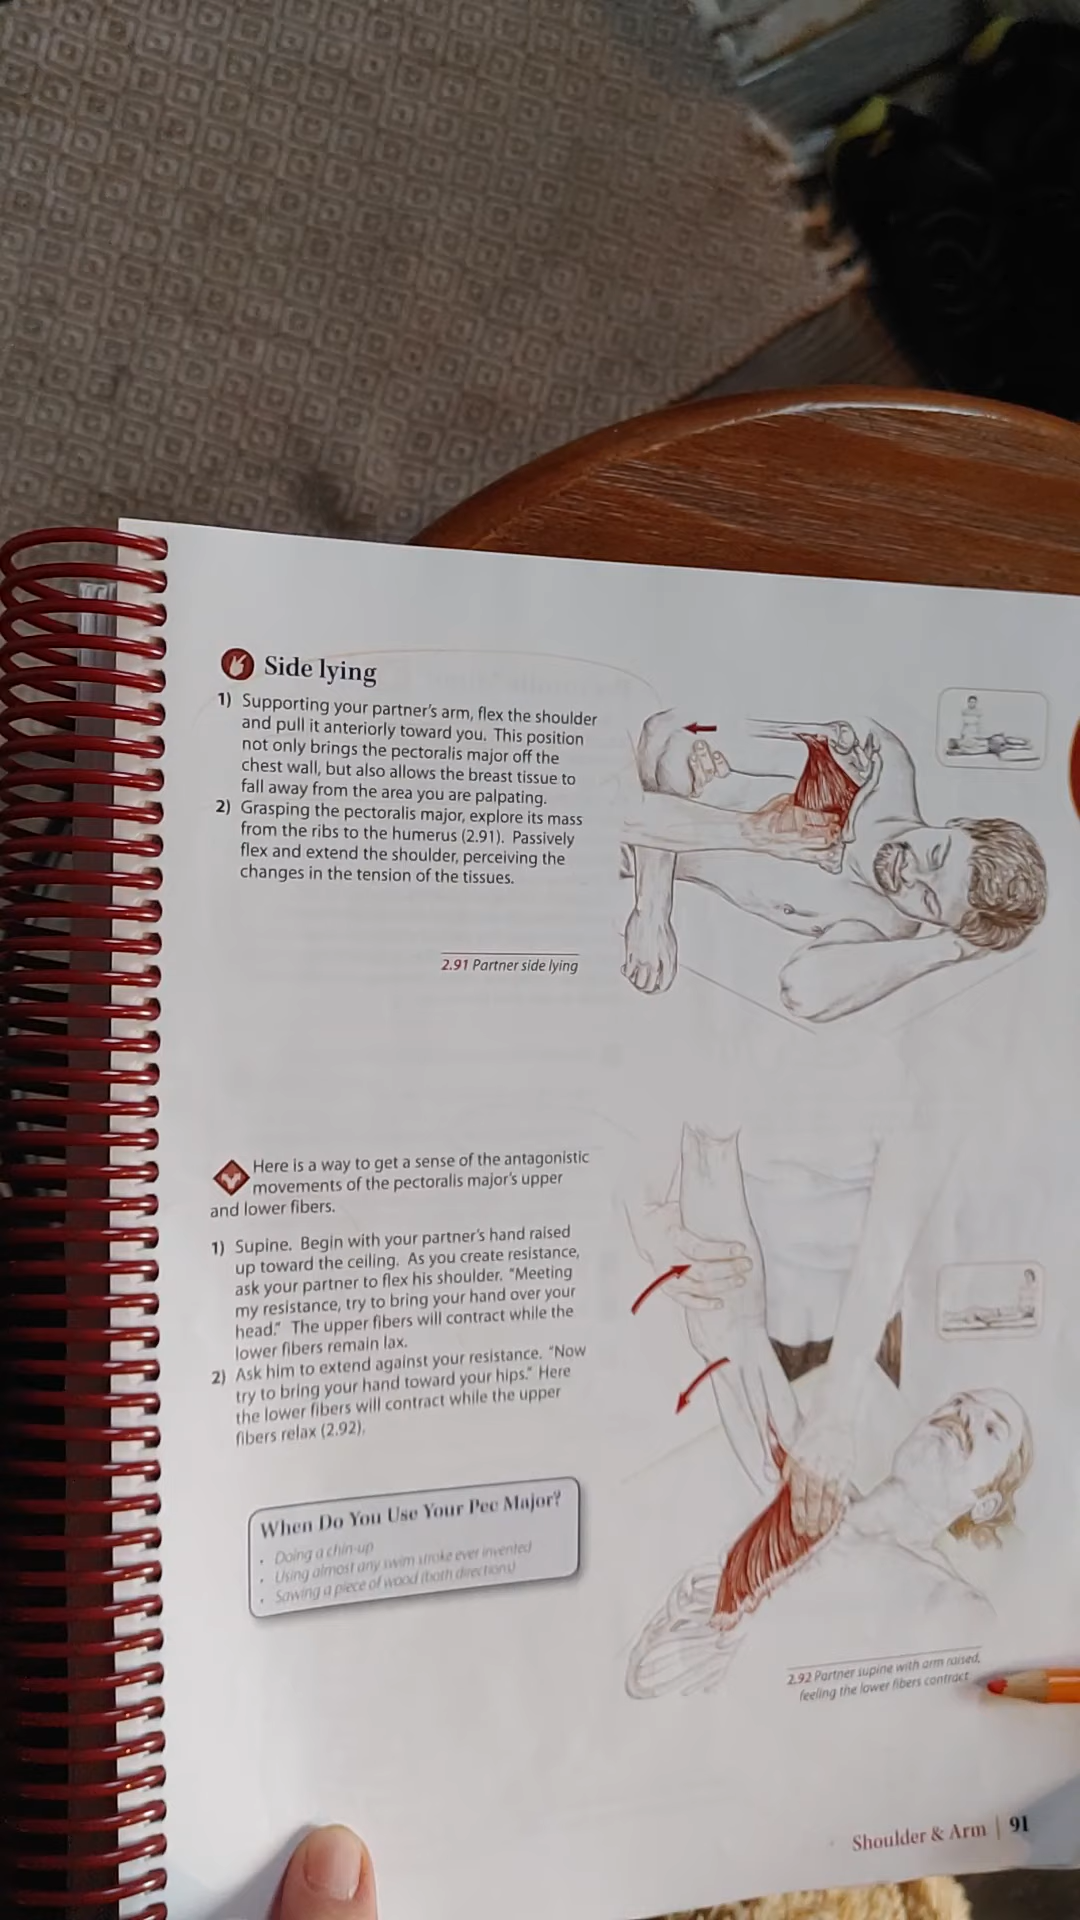 Side lying
1) Supporting your partner's arm, flex the shoulder
and pull it anteriorly toward you. This position
not only brings the pectoralis major off the
chest wall, but also allows the breast tissue to
fall away from the area you are palpating.
2) Grasping the pectoralis major, explore its mass
from the ribs to the humerus (2.91). Passively
flex and extend the shoulder, perceiving the
changes in the tension of the tissues.
2.91 Partner side lying
Here is a way to get a sense of the antagonistic
movements of the pectoralis major's upper
and lower fibers.
1) Supine. Begin with your partner's hand raised
up toward the ceiling. As you create resistance,
ask your partner to flex his shoulder. "Meeting
my resistance, try to bring your hand over your
head." The upper fibers will contract while the
lower fibers remain lax.
2) Ask him to extend against your resistance. "Now
try to bring your hand toward your hips." Here
the lower fibers will contract while the upper
fibers relax (2.92).
When Do You Use Your Pec Major?
• Doing a chin-up
• Using almost any swim stroke ever invented
• Sawing a piece of wood (both directions)
2.92 Partner supine with arm raised,
feeling the lower fibers contract
Shoulder & Arm | 91